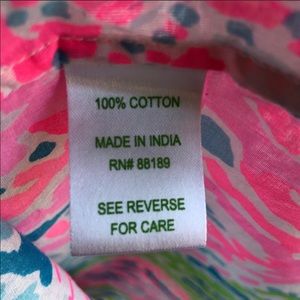 100% COTTON
MADE IN INDIA
RN# 88189
SEE REVERSE
FOR CARE